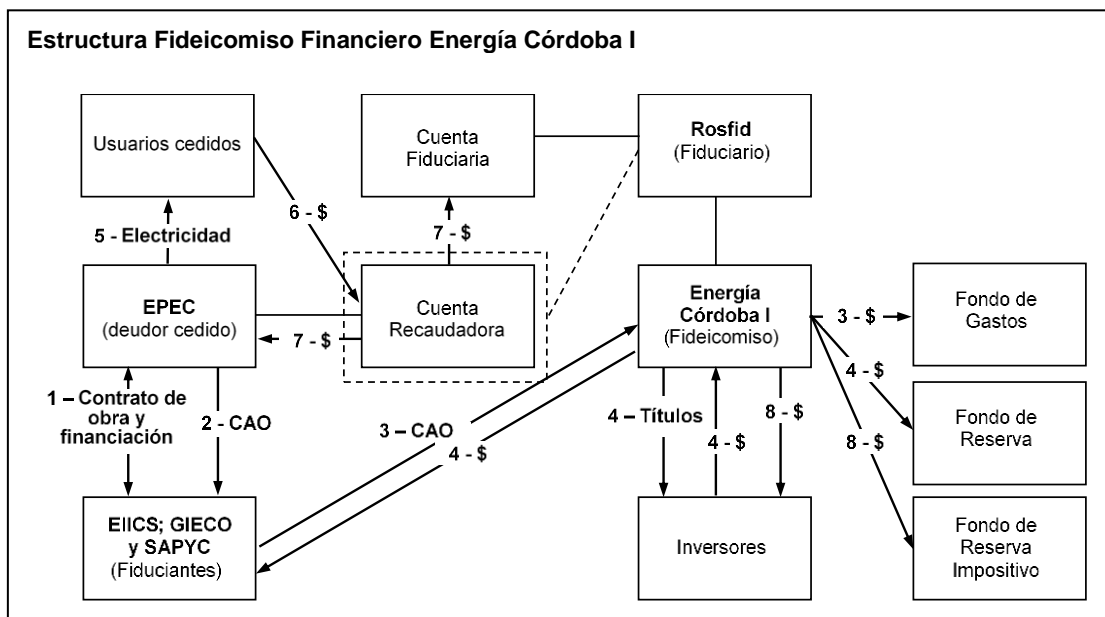 Estructura Fideicomiso Financiero Energía Córdoba I
Usuarios cedidos
Cuenta
Fiduciaria
Rosfid
(Fiduciario)
6 - $
5 - Electricidad
7 - $
EPEC
(deudor cedido)
Cuenta
Recaudadora
Energía
Córdoba I
(Fideicomiso)
Fondo de
Gastos
3 - $
7 - $
4 - $
1 – Contrato de
obra y
financiación
2 - CAO
3 – CAO
4 - $
4 – Títulos
4 - $
8 - $
Fondo de
Reserva
8 - $
EIICS; GIECO
y SAPYC
(Fiduciantes)
Inversores
Fondo de
Reserva
Impositivo